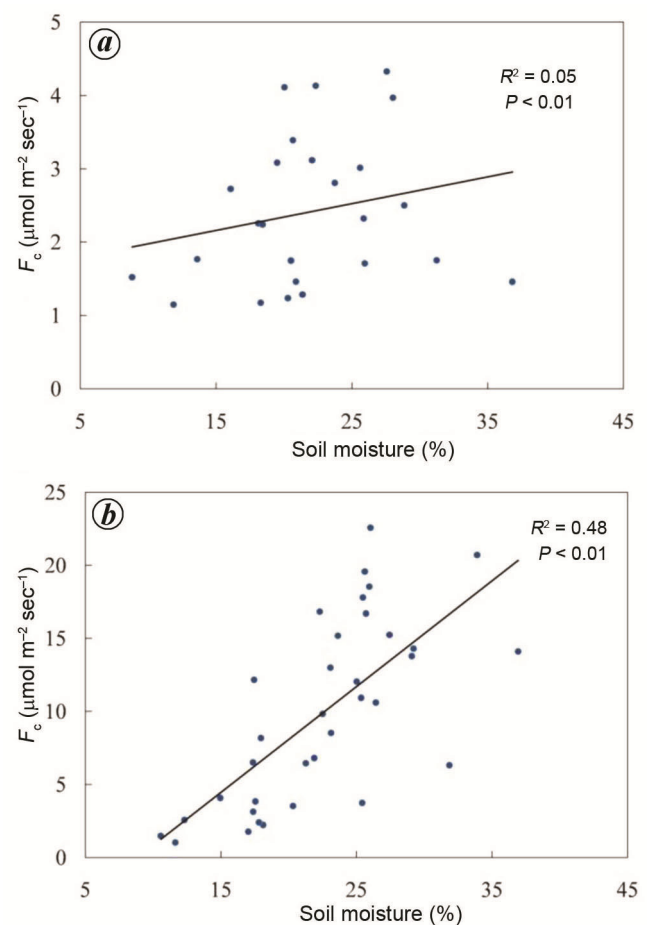 a
5
4
3
2
1
0
F_c (μmol m⁻² sec⁻¹)
R² = 0.05
P < 0.01
5 15 25 35 45
Soil moisture (%)
b
25
20
15
10
5
0
F_c (μmol m⁻² sec⁻¹)
R² = 0.48
P < 0.01
5 15 25 35 45
Soil moisture (%)